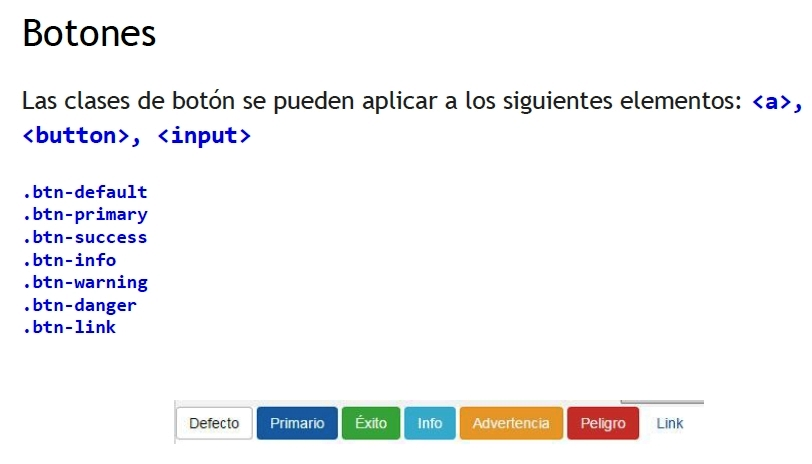 Botones
Las clases de botón se pueden aplicar a los siguientes elementos: <a>,
<button>, <input>
.btn-default
.btn-primary
.btn-success
.btn-info
.btn-warning
.btn-danger
.btn-link
Defecto Primario Éxito Info Advertencia Peligro Link